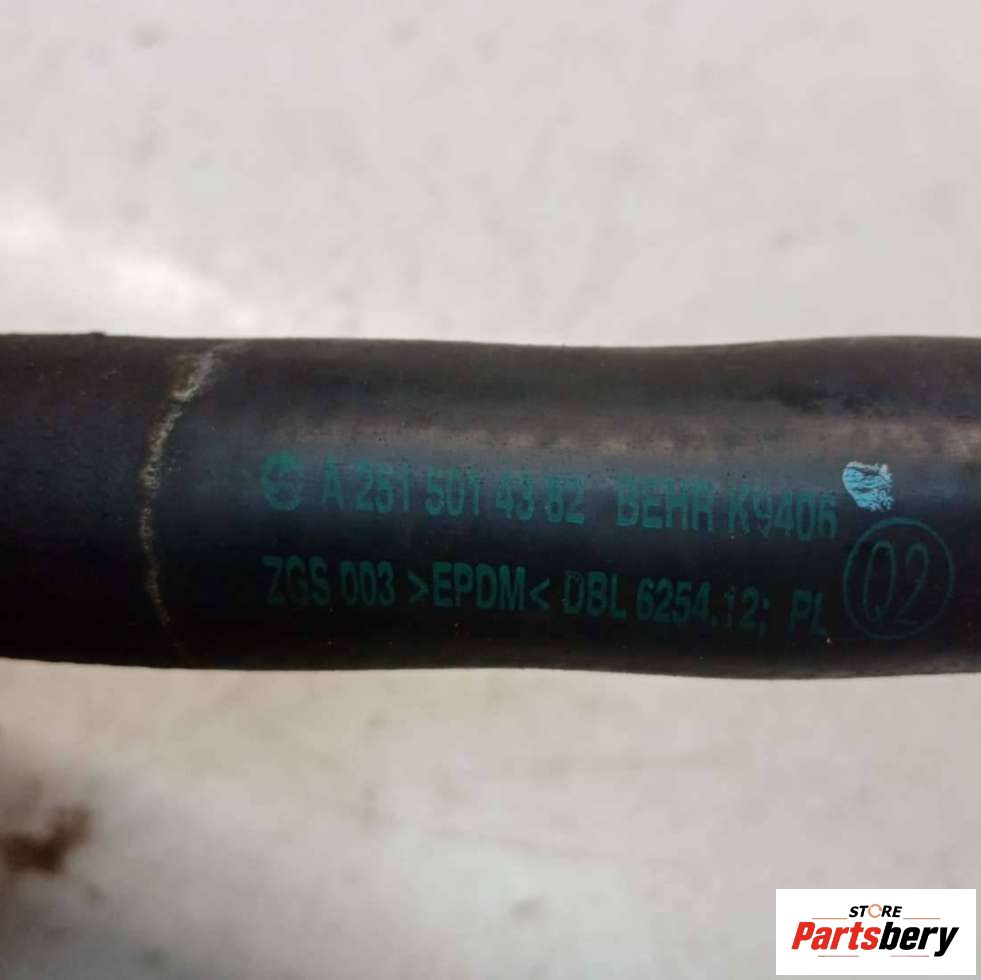 A 251 501 43 82 BEHR K9406
ZGS 003 >EPDM< DBL 6254.12; PL
Q2
STORE
Partsbery